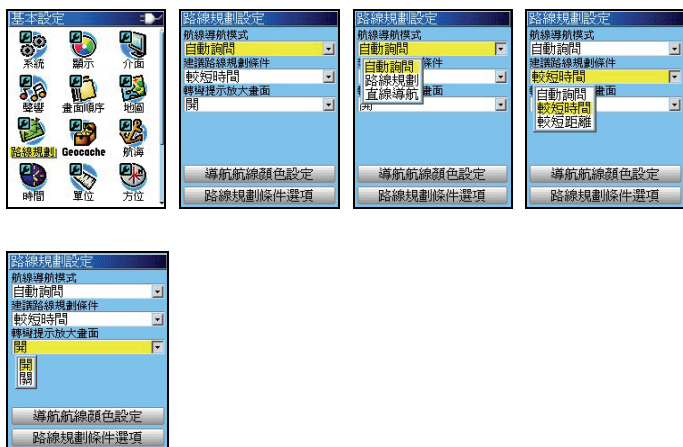 基本設定
系統 顯示 介面
聲響 畫面順序 地圖
路線規劃 Geocache 航海
時間 單位 方位
路線規劃設定
航線導航模式
自動詢問
建議路線規劃條件
較短時間
轉彎提示放大畫面
開
導航航線顏色設定
路線規劃條件選項
路線規劃設定
航線導航模式
自動詢問
自動詢問
路線規劃
直線導航
條件
畫面
開
導航航線顏色設定
路線規劃條件選項
路線規劃設定
航線導航模式
自動詢問
建議路線規劃條件
較短時間
自動詢問
較短時間
較短距離
畫面
導航航線顏色設定
路線規劃條件選項
路線規劃設定
航線導航模式
自動詢問
建議路線規劃條件
較短時間
轉彎提示放大畫面
開
開
關
導航航線顏色設定
路線規劃條件選項